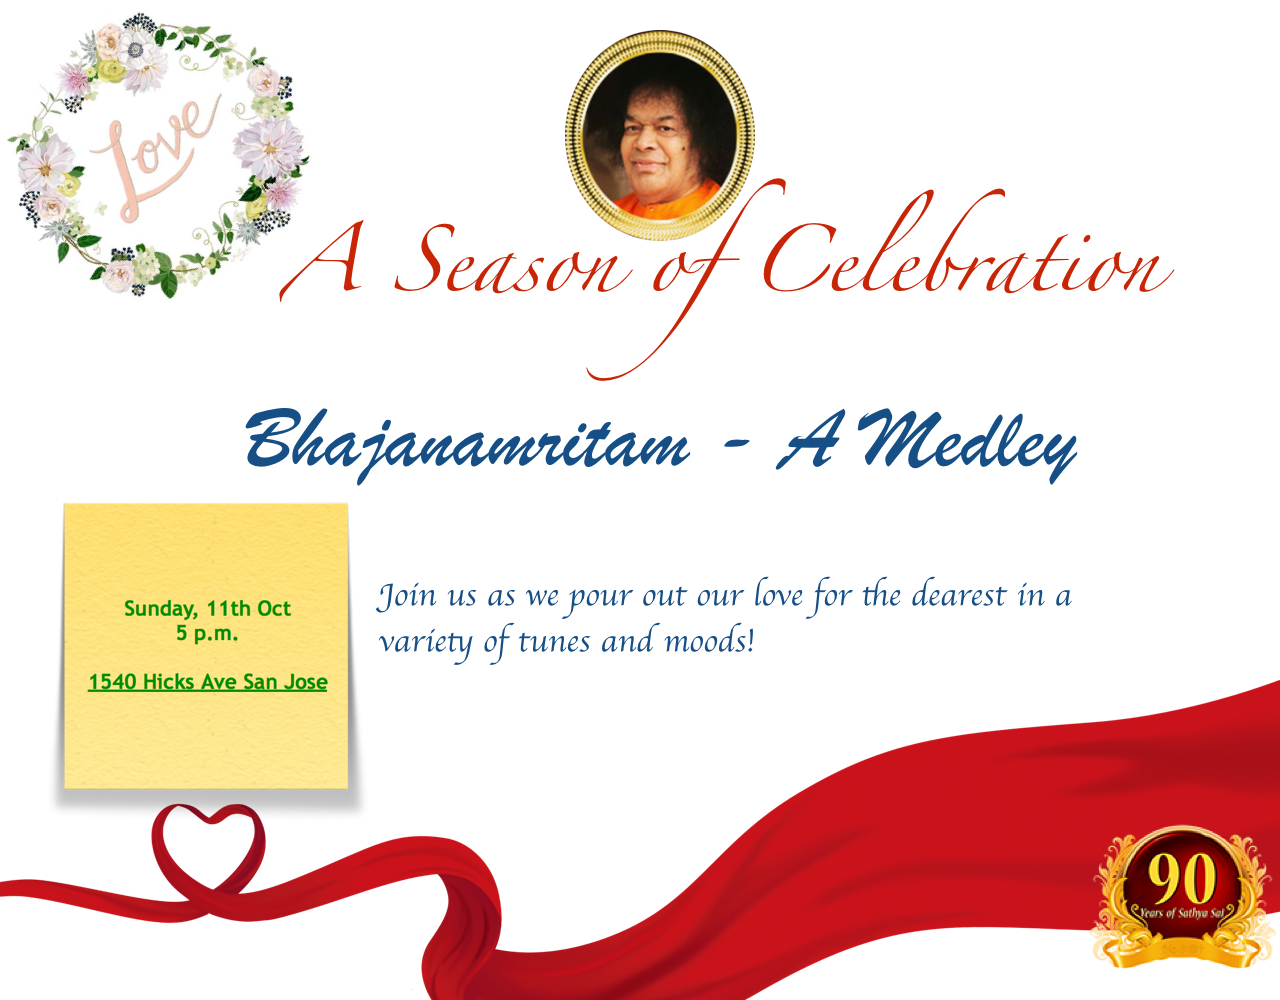 Love
A Season of Celebration
Bhajanamritam - A Medley
Sunday, 11th Oct
5 p.m.
1540 Hicks Ave San Jose
Join us as we pour out our love for the dearest in a
variety of tunes and moods!
90
Years of Sathya Sai